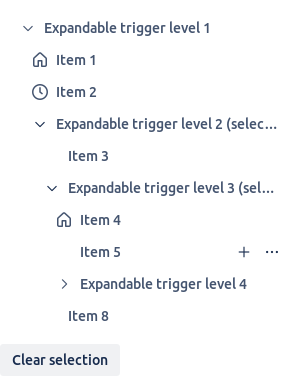 Expandable trigger level 1
Item 1
Item 2
Expandable trigger level 2 (selec...
Item 3
Expandable trigger level 3 (sel...
Item 4
Item 5
Expandable trigger level 4
Item 8
Clear selection